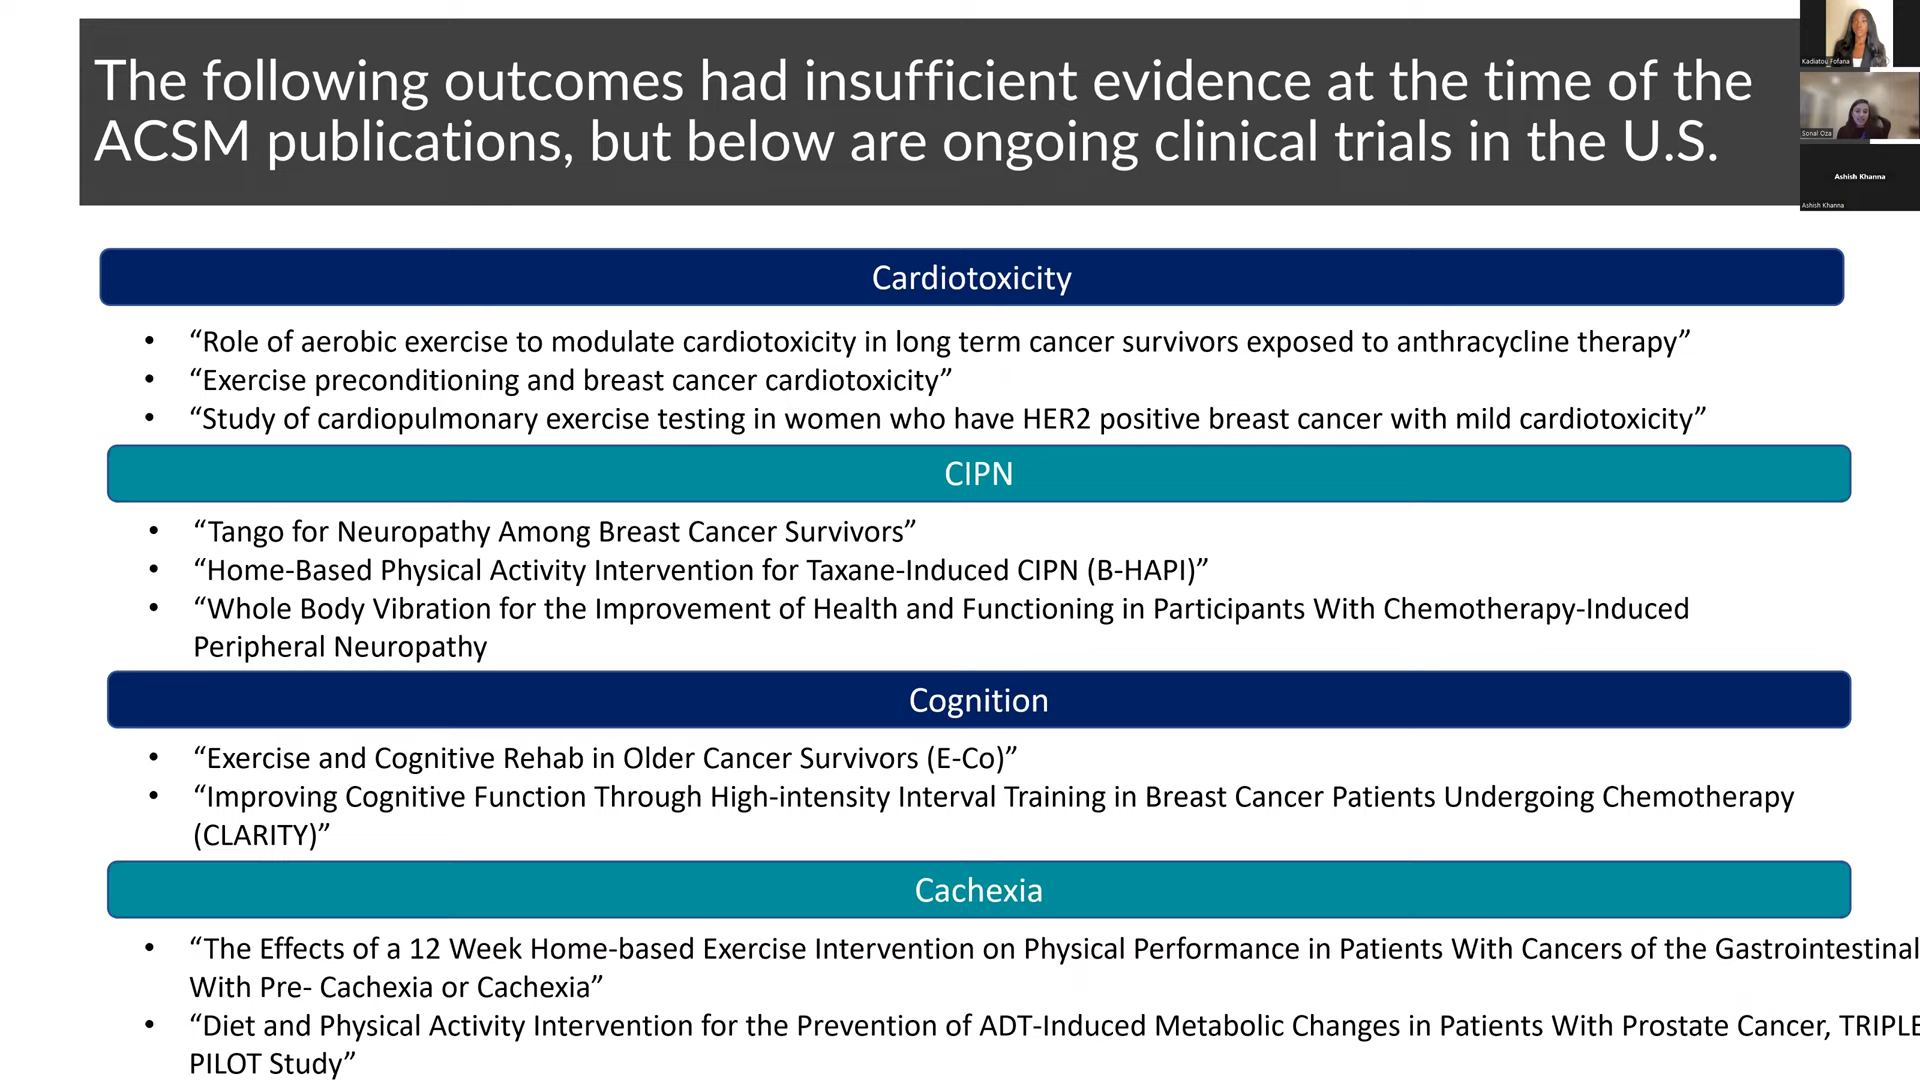 The following outcomes had insufficient evidence at the time of the
ACSM publications, but below are ongoing clinical trials in the U.S.
Kadiatou Fofana
Sonal Oza
Ashish Khanna
Ashish Khanna
Cardiotoxicity
• “Role of aerobic exercise to modulate cardiotoxicity in long term cancer survivors exposed to anthracycline therapy”
• “Exercise preconditioning and breast cancer cardiotoxicity”
• “Study of cardiopulmonary exercise testing in women who have HER2 positive breast cancer with mild cardiotoxicity”
CIPN
• “Tango for Neuropathy Among Breast Cancer Survivors”
• “Home-Based Physical Activity Intervention for Taxane-Induced CIPN (B-HAPI)”
• “Whole Body Vibration for the Improvement of Health and Functioning in Participants With Chemotherapy-Induced
Peripheral Neuropathy
Cognition
• “Exercise and Cognitive Rehab in Older Cancer Survivors (E-Co)”
• “Improving Cognitive Function Through High-intensity Interval Training in Breast Cancer Patients Undergoing Chemotherapy
(CLARITY)”
Cachexia
• “The Effects of a 12 Week Home-based Exercise Intervention on Physical Performance in Patients With Cancers of the Gastrointestinal
With Pre- Cachexia or Cachexia”
• “Diet and Physical Activity Intervention for the Prevention of ADT-Induced Metabolic Changes in Patients With Prostate Cancer, TRIPLE
PILOT Study”